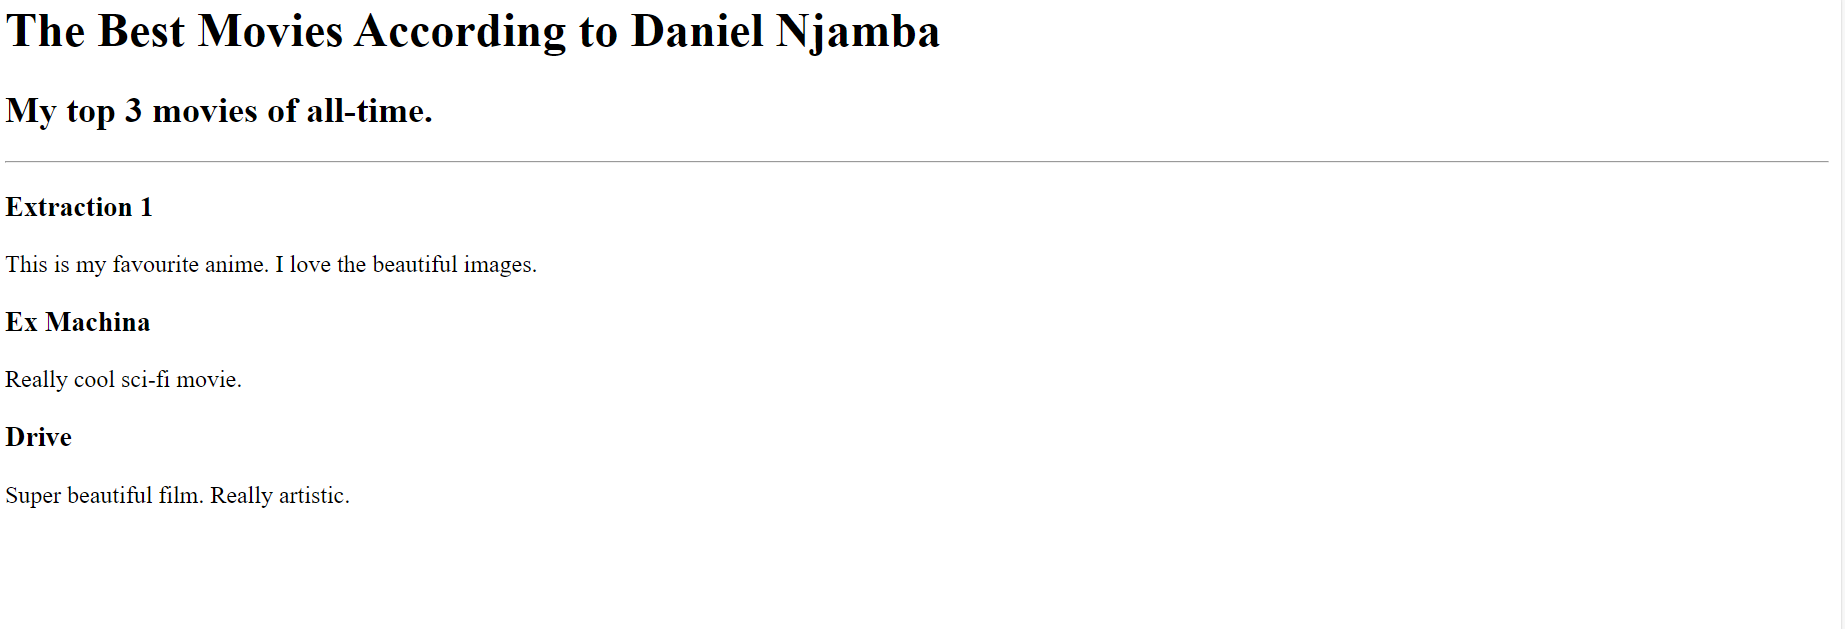 The Best Movies According to Daniel Njamba
My top 3 movies of all-time.
Extraction 1
This is my favourite anime. I love the beautiful images.
Ex Machina
Really cool sci-fi movie.
Drive
Super beautiful film. Really artistic.